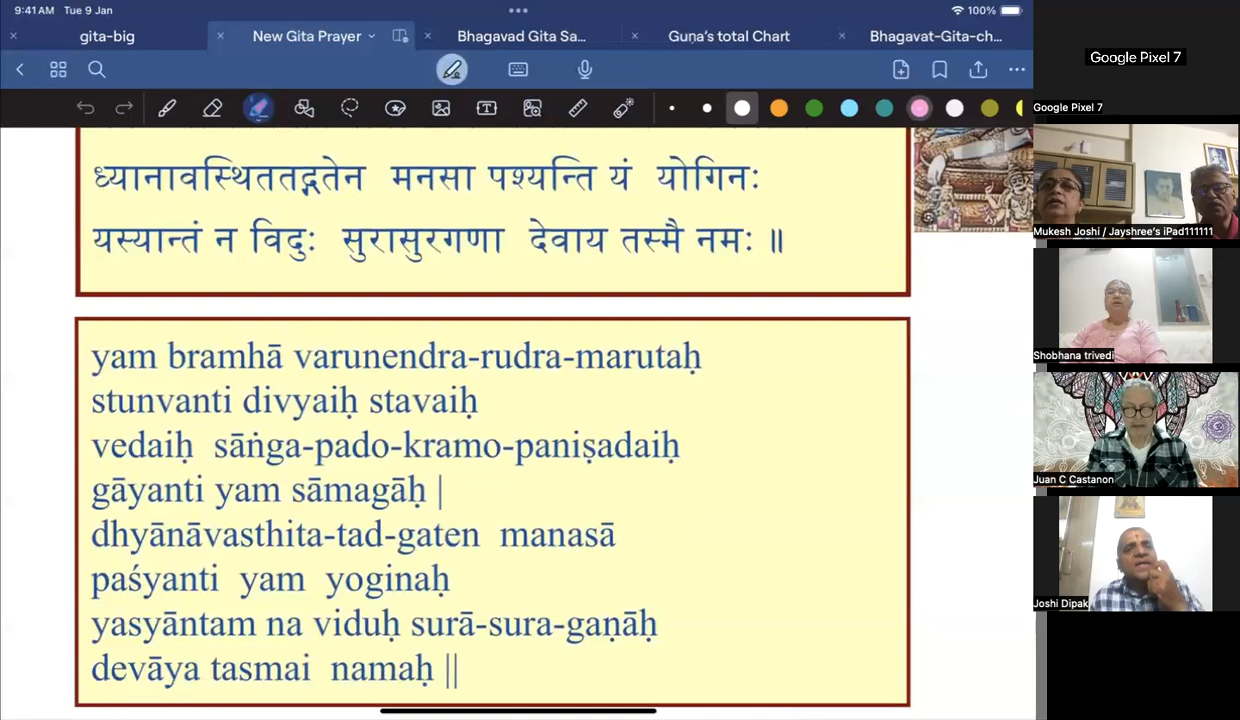 9:41 AM Tue 9 Jan
100%
gita-big
New Gita Prayer
Bhagavad Gita Sa...
Guṇa's total Chart
Bhagavat-Gita-ch...
ध्यानावस्थिततद्गतेन मनसा पश्यन्ति यं योगिनः
यस्यान्तं न विदुः सुरासुरगणा देवाय तस्मै नमः ॥
yam bramhā varunendra-rudra-marutaḥ
stunvanti divyaiḥ stavaiḥ
vedaiḥ sāṅga-pado-kramo-paniṣadaiḥ
gāyanti yam sāmagāḥ |
dhyānāvasthita-tad-gaten manasā
paśyanti yam yoginaḥ
yasyāntam na viduḥ surā-sura-gaṇāḥ
devāya tasmai namaḥ ||
Google Pixel 7
Google Pixel 7
Mukesh Joshi / Jayshree's iPad111111
Shobhana trivedi
Juan C Castanon
Joshi Dipak